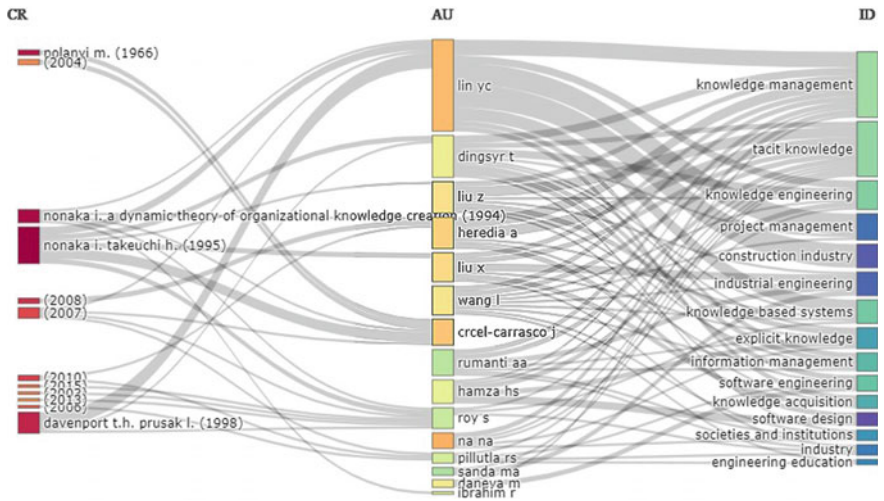 CR
AU
ID
polanyi m. (1966)
(2004)
nonaka i. a dynamic theory of organizational knowledge creation (1994)
nonaka i. takeuchi h. (1995)
(2008)
(2007)
(2010)
(2015)
(2002)
(2013)
(2006)
davenport t.h. prusak l. (1998)
lin yc
dingsyr t
liu z
heredia a
liu x
wang l
crcel-carrasco j
rumanti aa
hamza hs
roy s
na na
pillutla rs
sanda ma
daneva m
ibrahim r
knowledge management
tacit knowledge
knowledge engineering
project management
construction industry
industrial engineering
knowledge based systems
explicit knowledge
information management
software engineering
knowledge acquisition
software design
societies and institutions
industry
engineering education